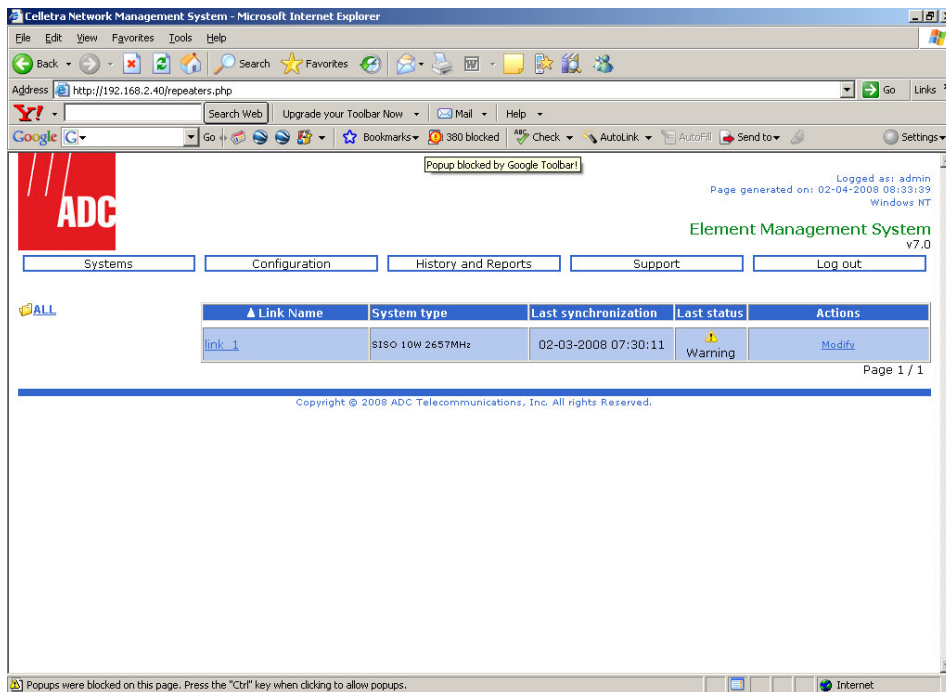 Celletra Network Management System - Microsoft Internet Explorer
File Edit View Favorites Tools Help
Back Search Favorites
Address http://192.168.2.40/repeaters.php Go Links
Y! Search Web Upgrade your Toolbar Now Mail Help
Google G Go Bookmarks 380 blocked ABC Check AutoLink AutoFill Send to Settings
Popup blocked by Google Toolbar!
ADC
Logged as: admin
Page generated on: 02-04-2008 08:33:39
Windows NT
Element Management System
v7.0
Systems Configuration History and Reports Support Log out
ALL
Link Name System type Last synchronization Last status Actions
link_1 SISO 10W 2657MHz 02-03-2008 07:30:11 Warning Modify
Page 1 / 1
Copyright © 2008 ADC Telecommunications, Inc. All rights Reserved.
Popups were blocked on this page. Press the "Ctrl" key when clicking to allow popups. Internet